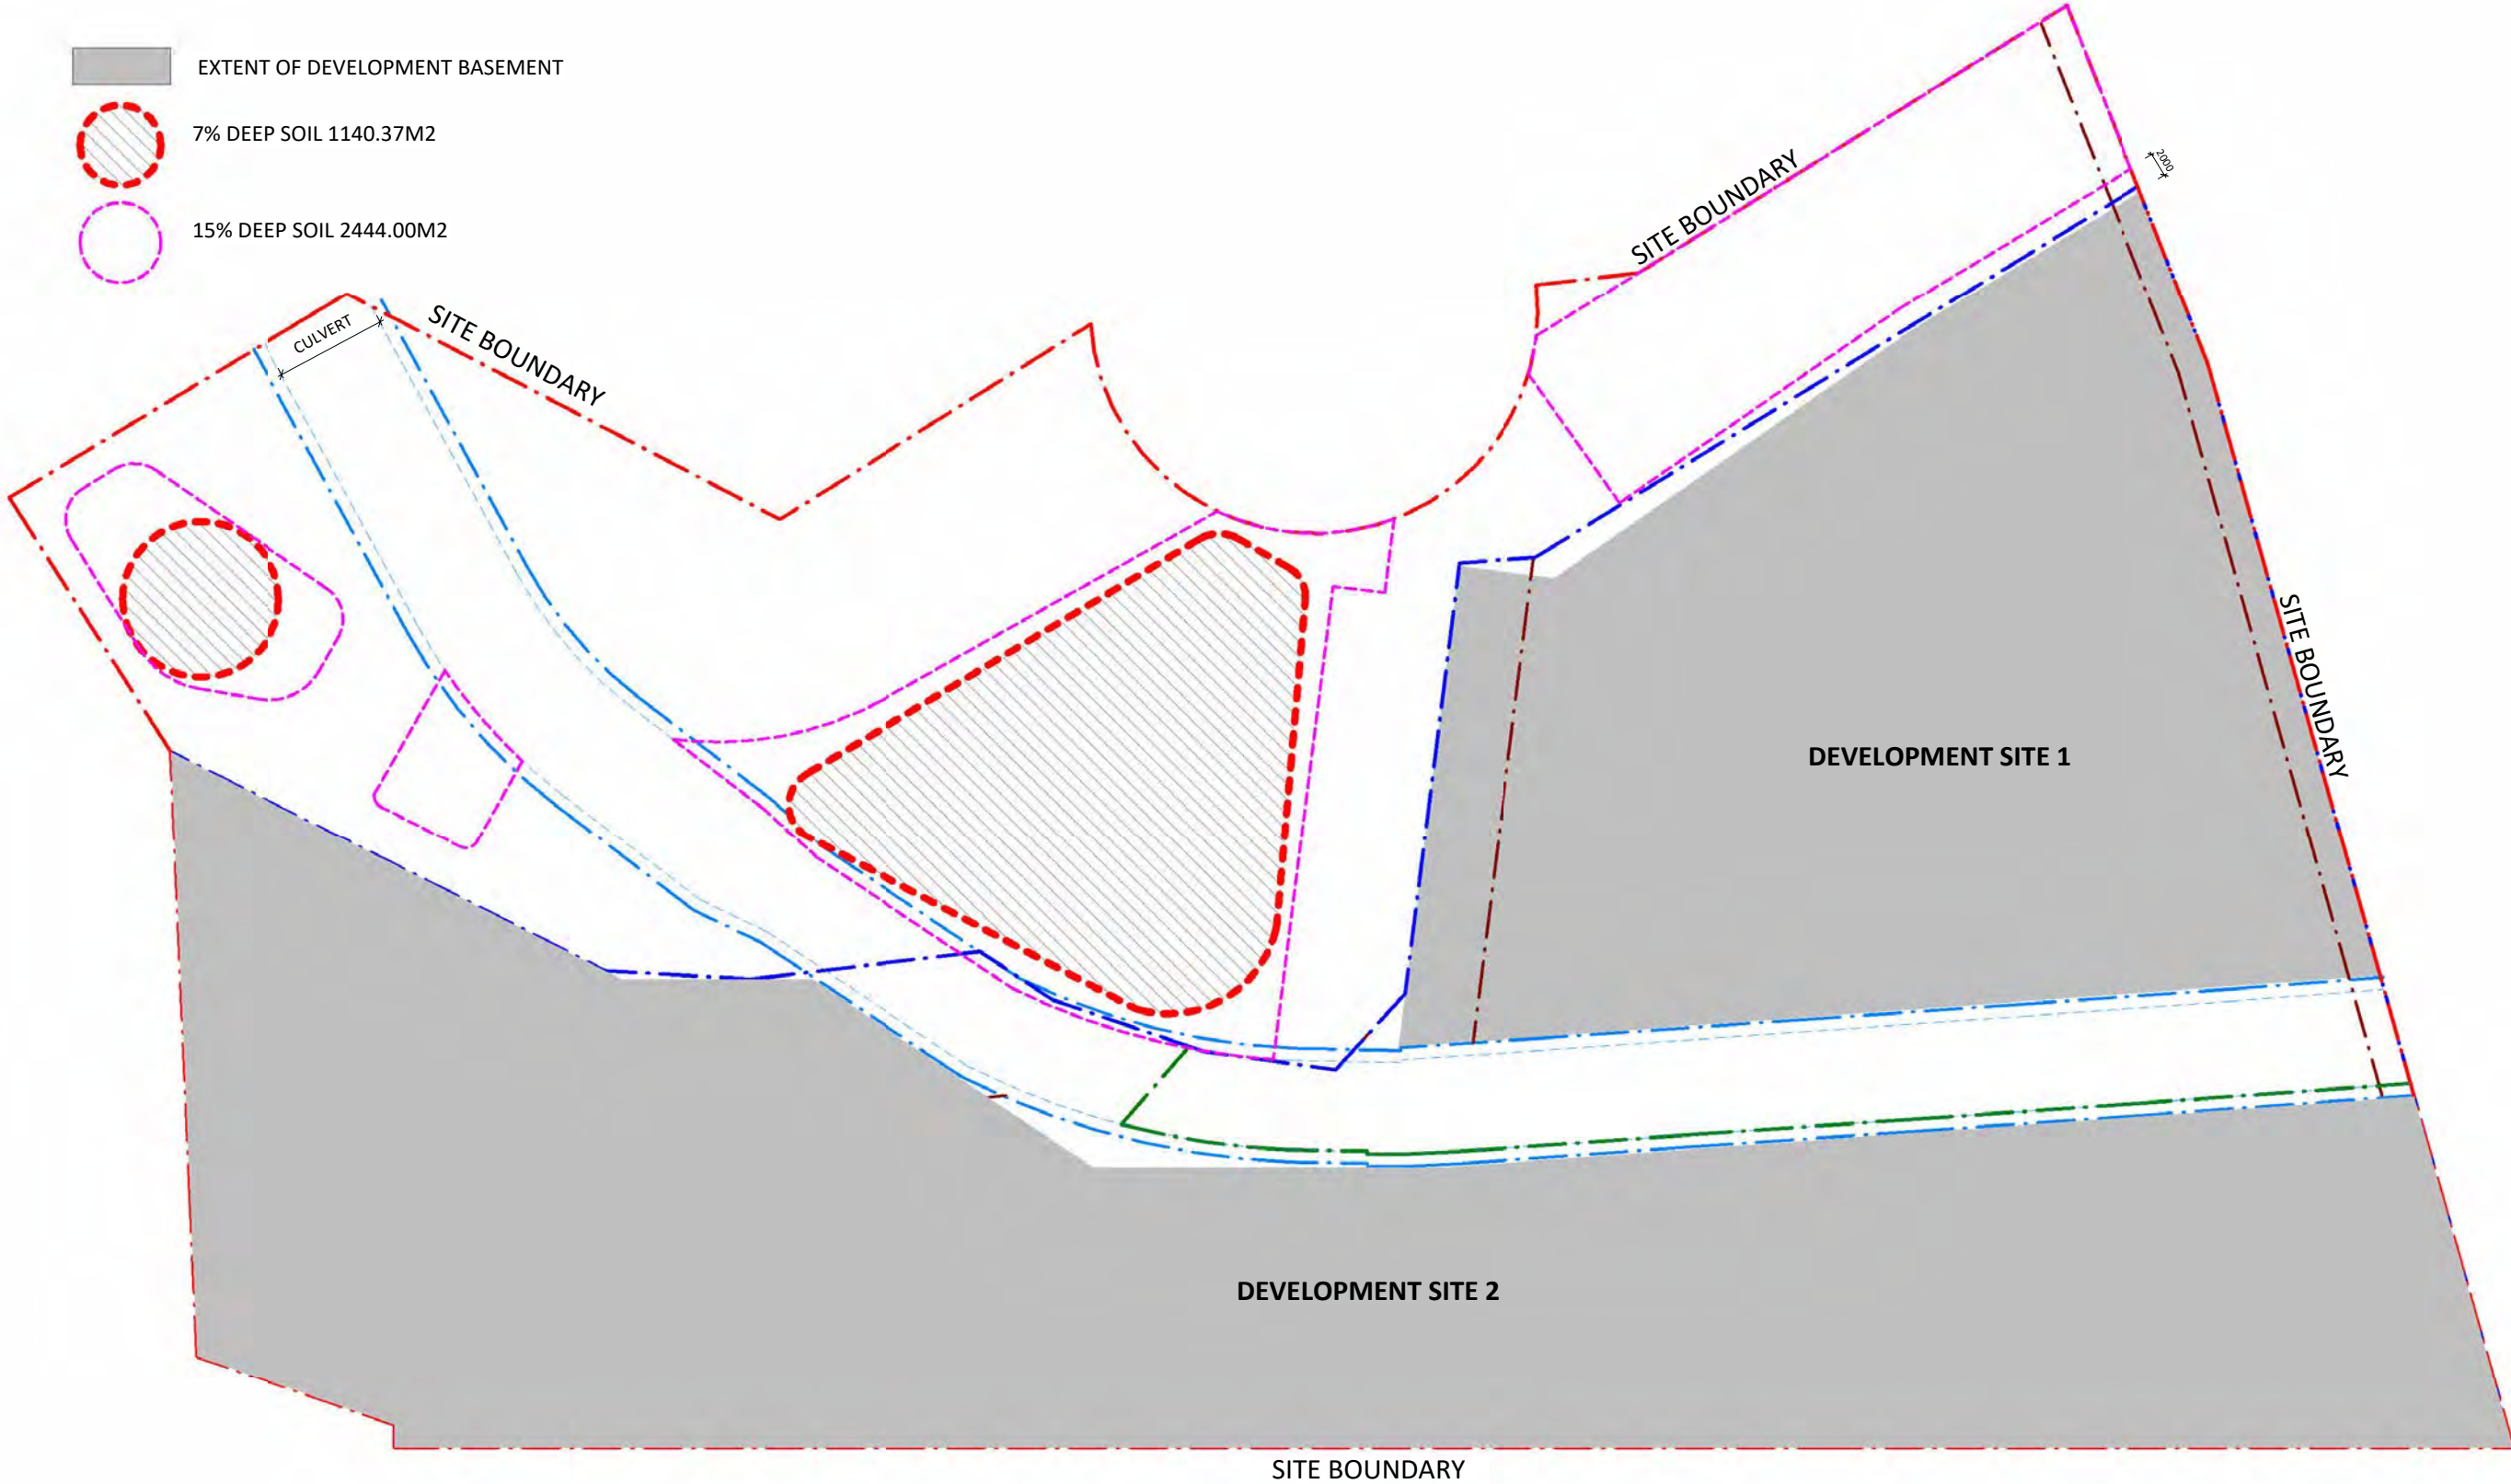 EXTENT OF DEVELOPMENT BASEMENT
7% DEEP SOIL 1140.37M2
15% DEEP SOIL 2444.00M2
SITE BOUNDARY
2000
CULVERT
SITE BOUNDARY
SITE BOUNDARY
DEVELOPMENT SITE 1
DEVELOPMENT SITE 2
SITE BOUNDARY